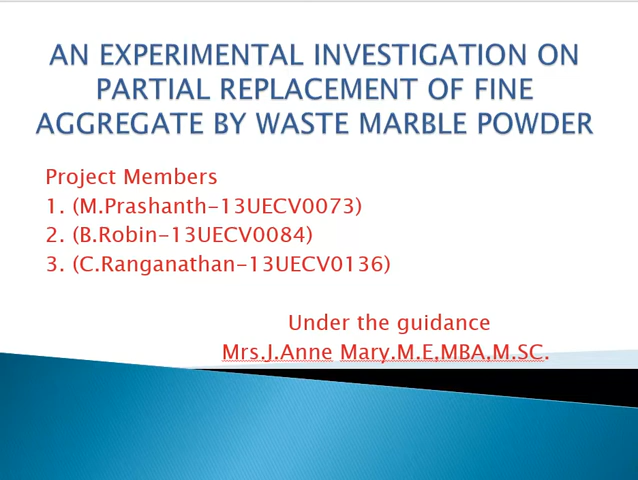 AN EXPERIMENTAL INVESTIGATION ON
PARTIAL REPLACEMENT OF FINE
AGGREGATE BY WASTE MARBLE POWDER
Project Members
1. (M.Prashanth-13UECV0073)
2. (B.Robin-13UECV0084)
3. (C.Ranganathan-13UECV0136)
Under the guidance
Mrs.J.Anne Mary,M.E,MBA,M.SC.